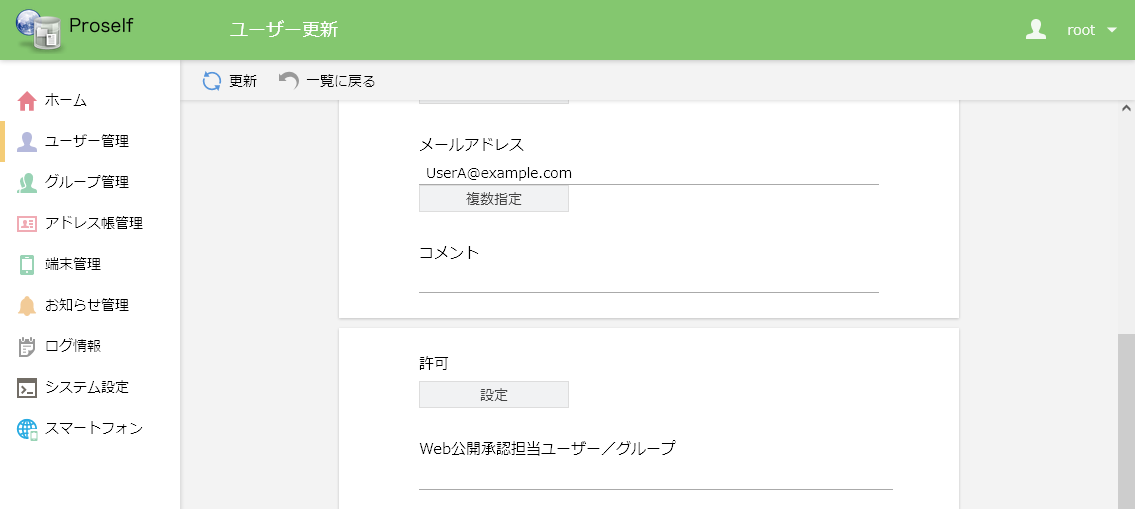 Proself
ユーザー更新
root
更新
一覧に戻る
ホーム
ユーザー管理
グループ管理
アドレス帳管理
端末管理
お知らせ管理
ログ情報
システム設定
スマートフォン
メールアドレス
UserA@example.com
複数指定
コメント
許可
設定
Web公開承認担当ユーザー／グループ